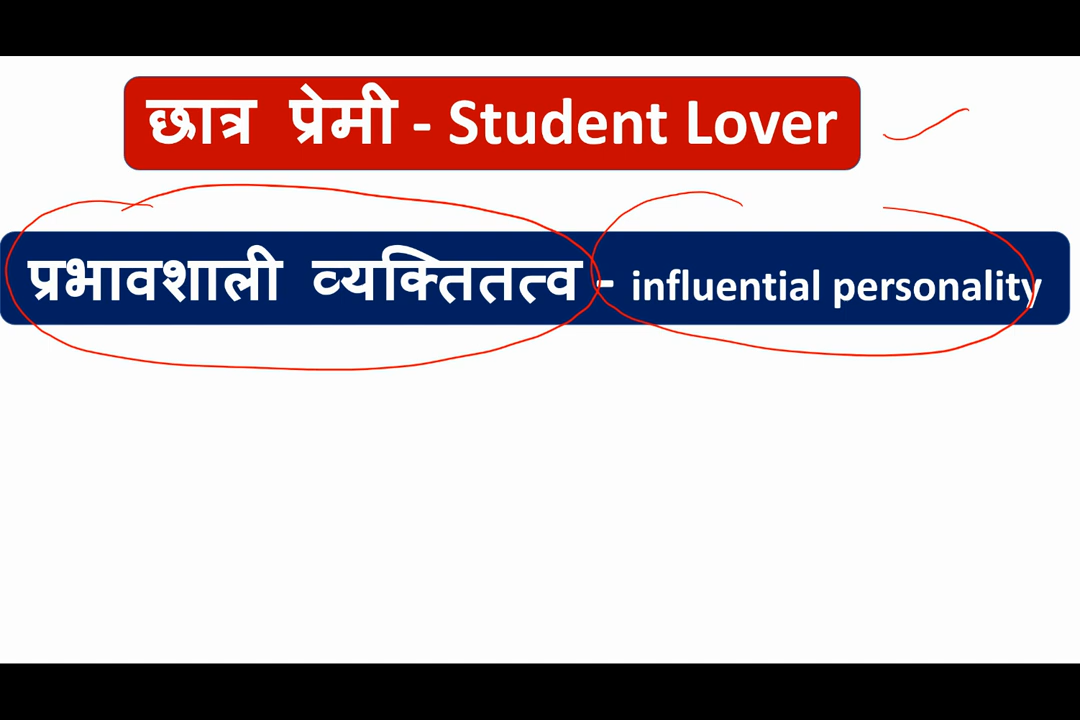 छात्र प्रेमी - Student Lover
प्रभावशाली व्यक्तितत्व - influential personality